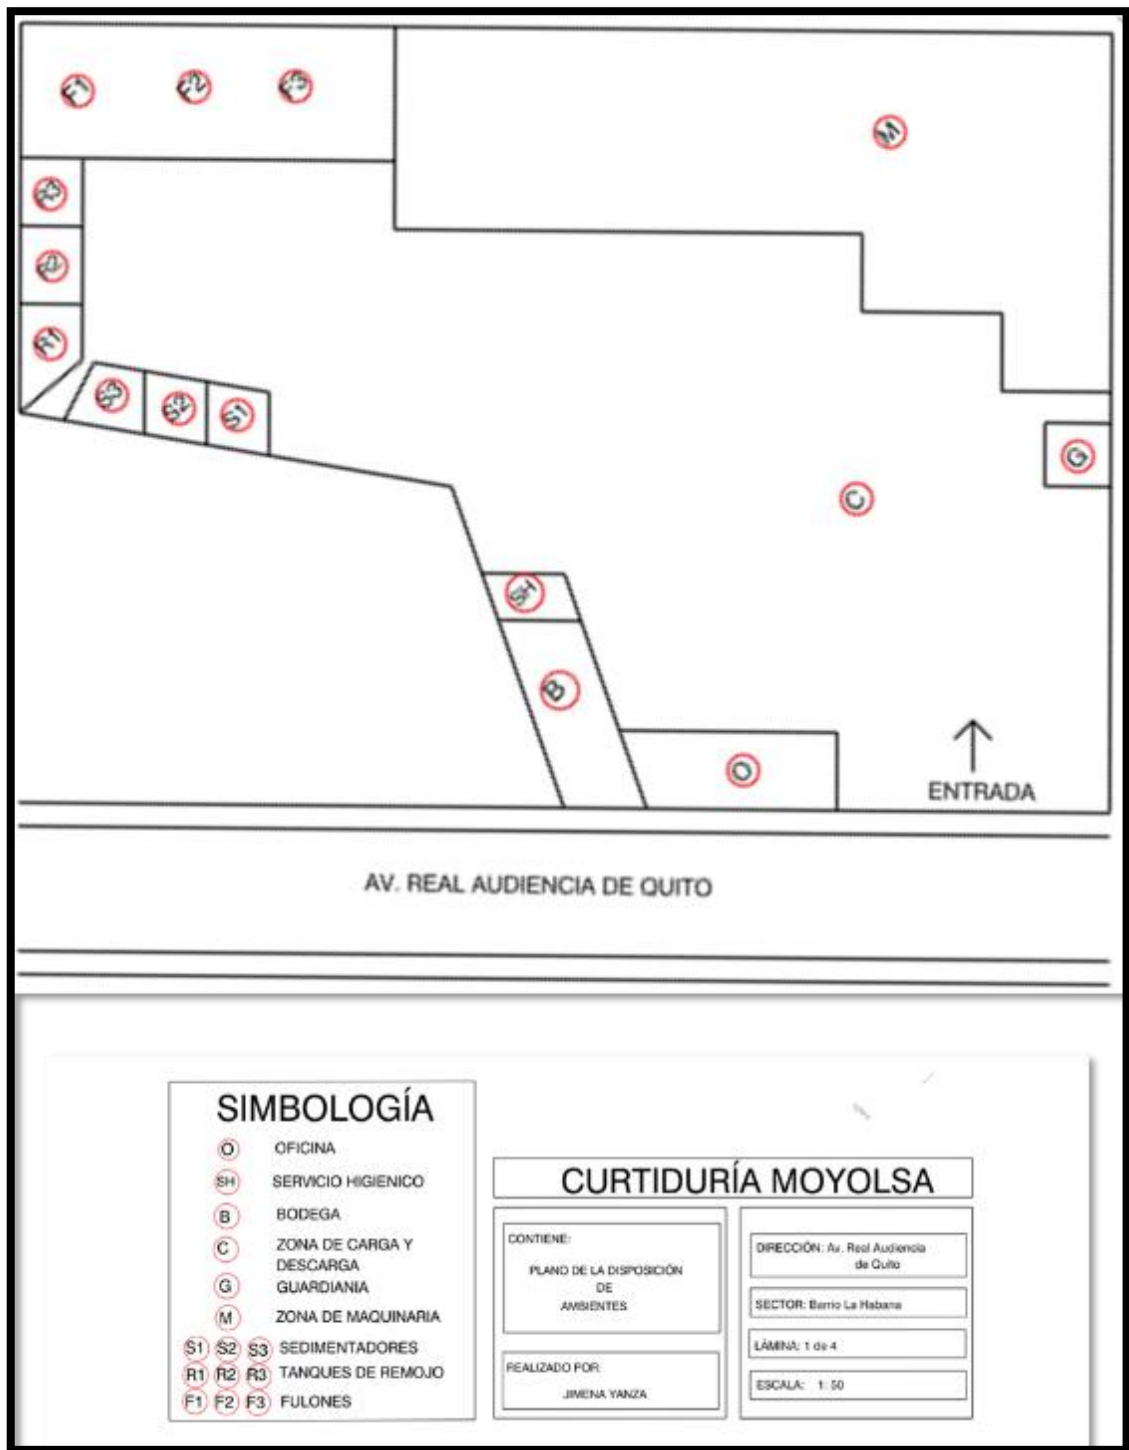 F1 F2 F3
M
R3
R2
R1
S3 S2 S1
G
C
SH
B
O
ENTRADA
AV. REAL AUDIENCIA DE QUITO
SIMBOLOGÍA
O OFICINA
SH SERVICIO HIGIENICO
B BODEGA
C ZONA DE CARGA Y
DESCARGA
G GUARDIANIA
M ZONA DE MAQUINARIA
S1 S2 S3 SEDIMENTADORES
R1 R2 R3 TANQUES DE REMOJO
F1 F2 F3 FULONES
CURTIDURÍA MOYOLSA
CONTIENE:
PLANO DE LA DISPOSICIÓN
DE
AMBIENTES
REALIZADO POR:
JIMENA YANZA
DIRECCIÓN: Av. Real Audiencia
de Quito
SECTOR: Barrio La Habana
LÁMINA: 1 de 4
ESCALA: 1: 50